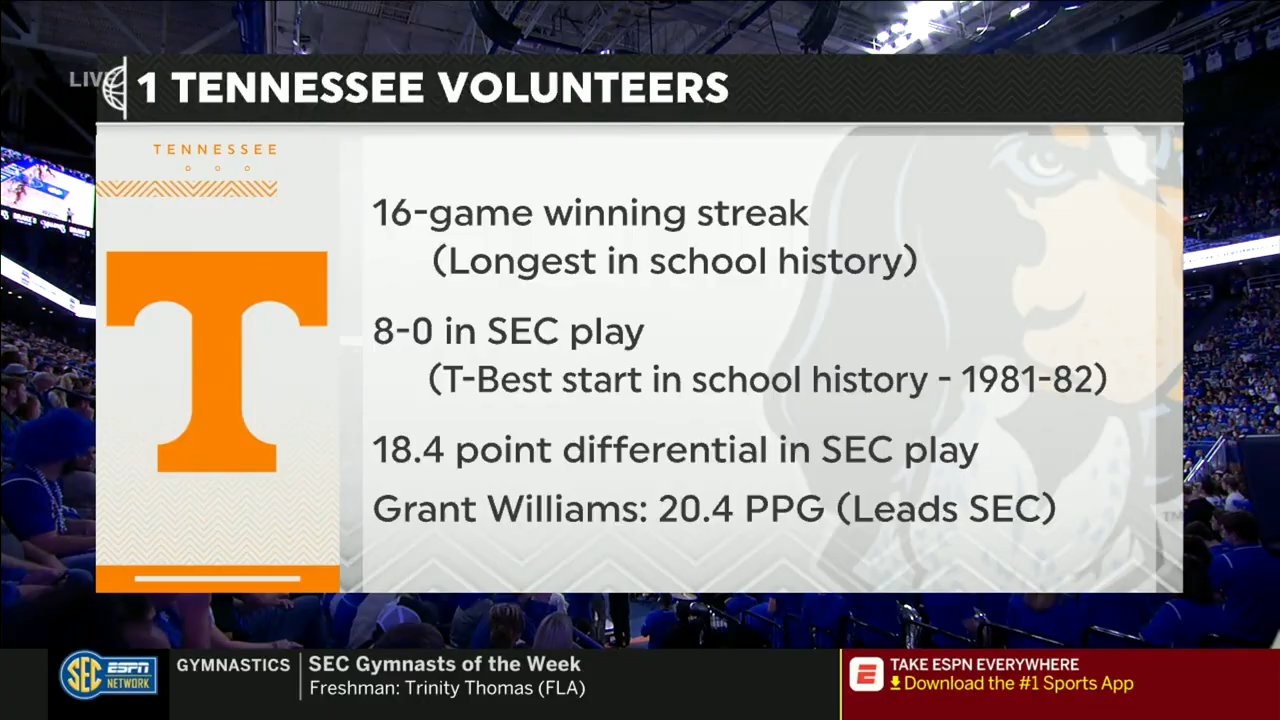 LIVE
1 TENNESSEE VOLUNTEERS
TENNESSEE
T
16-game winning streak
(Longest in school history)
8-0 in SEC play
(T-Best start in school history - 1981-82)
18.4 point differential in SEC play
Grant Williams: 20.4 PPG (Leads SEC)
TM
SEC ESPN NETWORK
GYMNASTICS
SEC Gymnasts of the Week
Freshman: Trinity Thomas (FLA)
E
TAKE ESPN EVERYWHERE
Download the #1 Sports App